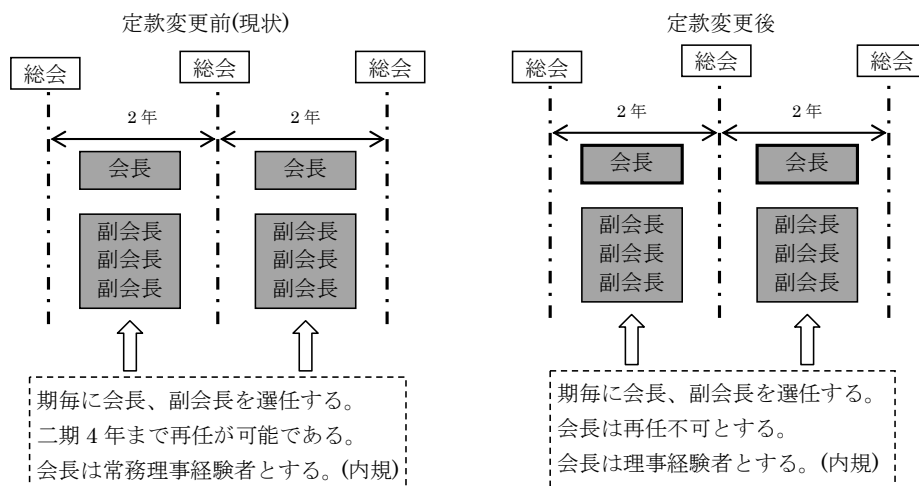 定款変更前(現状)
総会
総会
総会
2年
2年
会長
会長
副会長
副会長
副会長
副会長
副会長
副会長
期毎に会長、副会長を選任する。
二期4年まで再任が可能である。
会長は常務理事経験者とする。(内規)
定款変更後
総会
総会
総会
2年
2年
会長
会長
副会長
副会長
副会長
副会長
副会長
副会長
期毎に会長、副会長を選任する。
会長は再任不可とする。
会長は理事経験者とする。(内規)